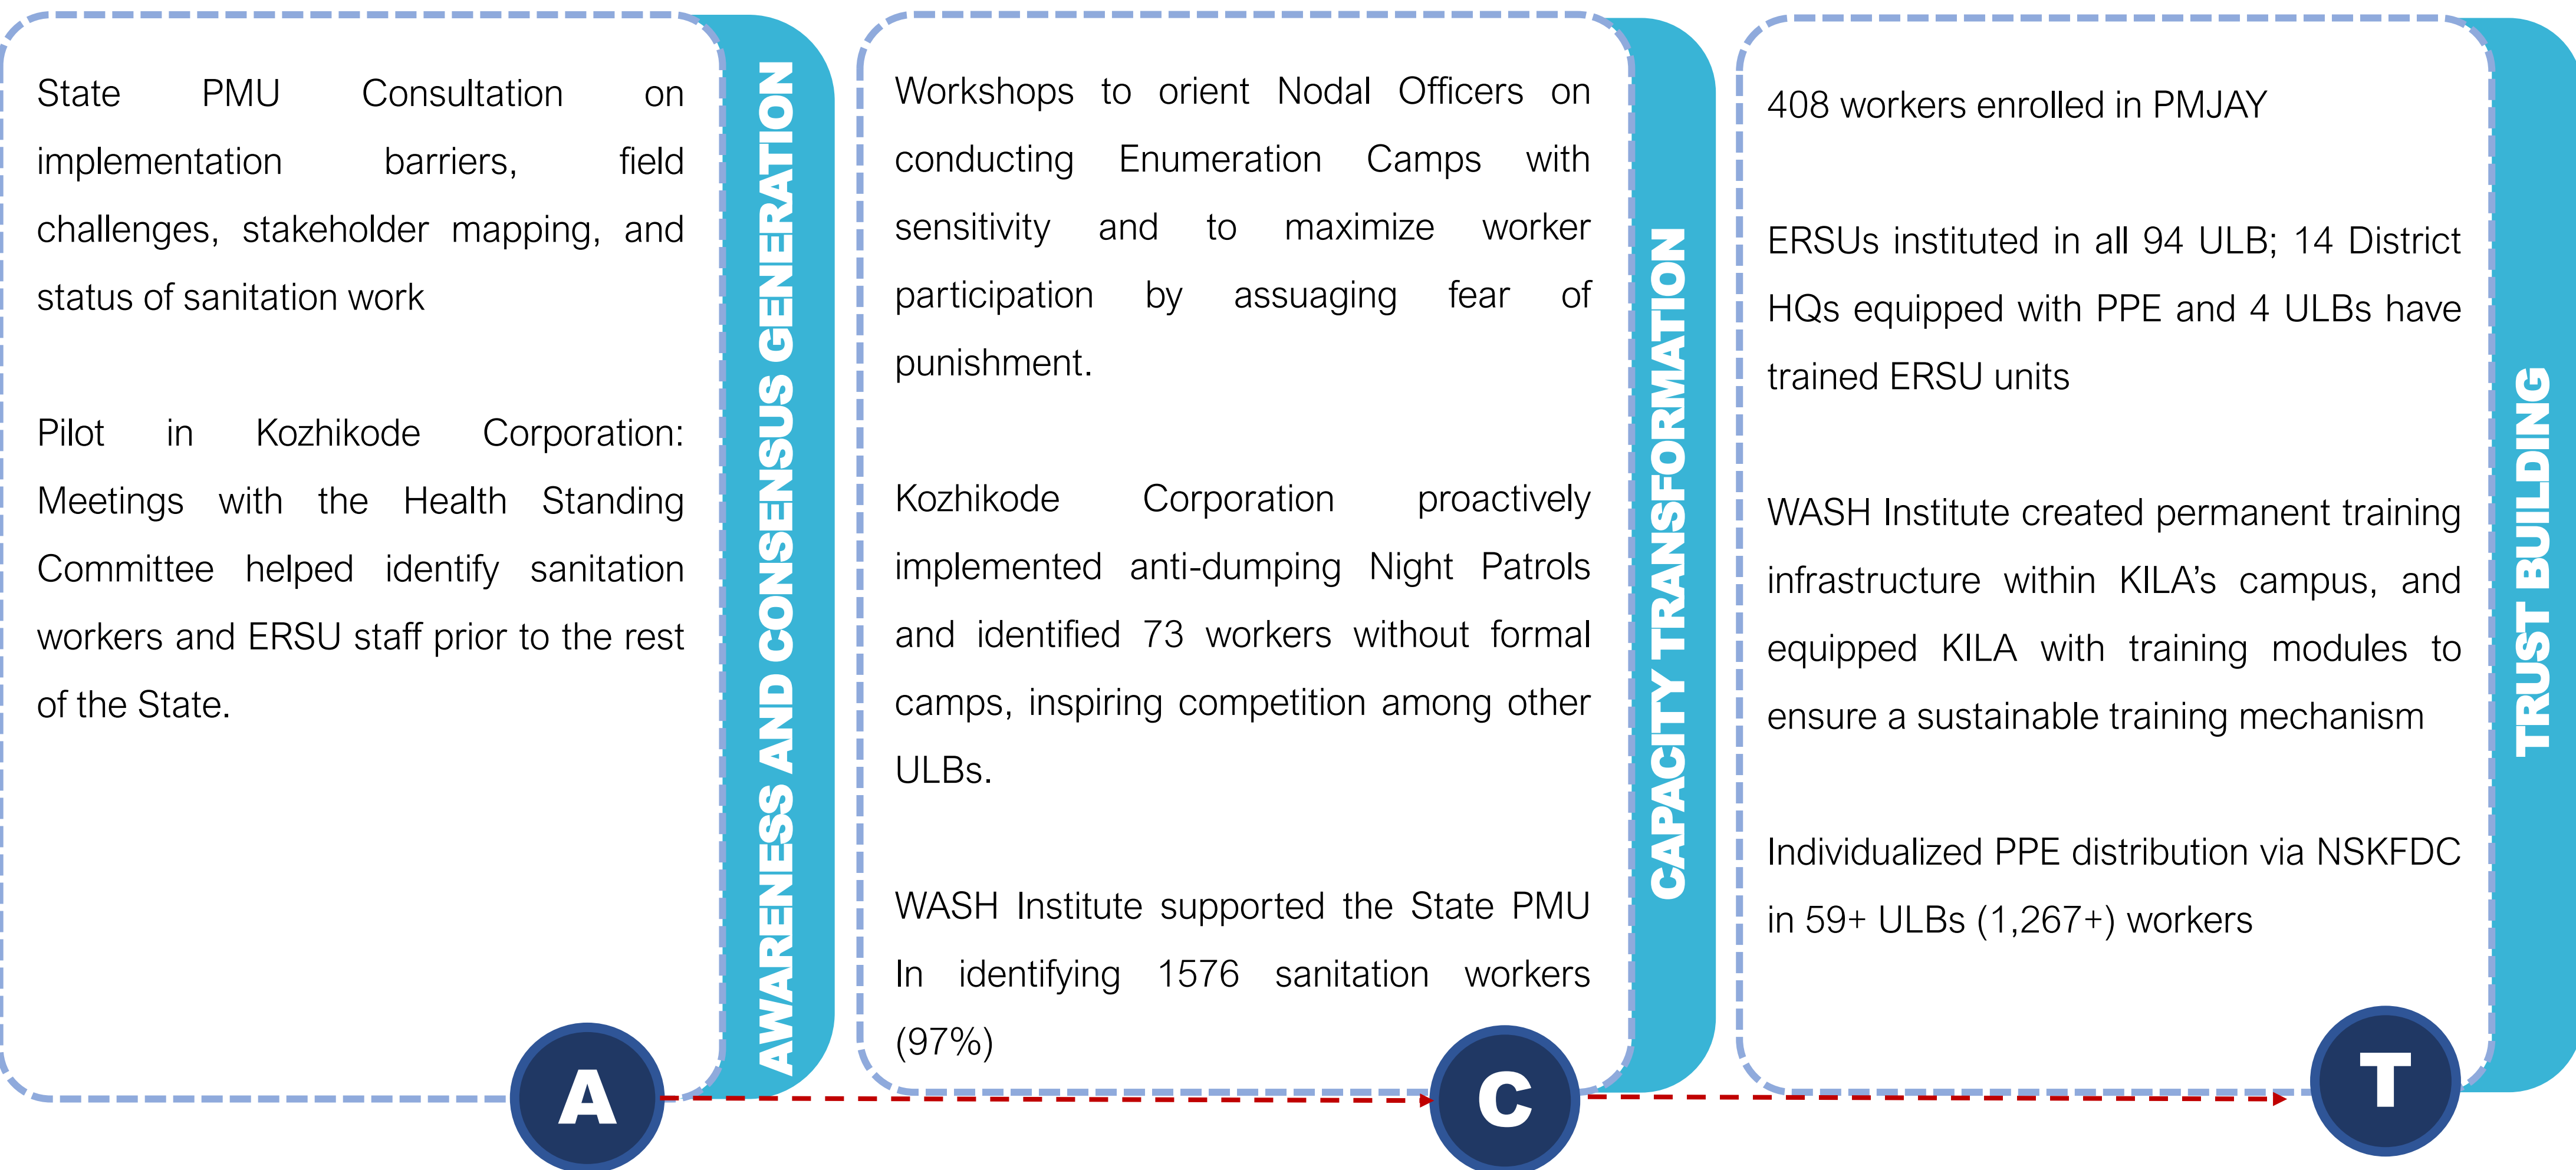 State PMU Consultation on
implementation barriers, field
challenges, stakeholder mapping, and
status of sanitation work
Pilot in Kozhikode Corporation:
Meetings with the Health Standing
Committee helped identify sanitation
workers and ERSU staff prior to the rest
of the State.
AWARENESS AND CONSENSUS GENERATION
A
Workshops to orient Nodal Officers on
conducting Enumeration Camps with
sensitivity and to maximize worker
participation by assuaging fear of
punishment.
Kozhikode Corporation proactively
implemented anti-dumping Night Patrols
and identified 73 workers without formal
camps, inspiring competition among other
ULBs.
WASH Institute supported the State PMU
In identifying 1576 sanitation workers
(97%)
CAPACITY TRANSFORMATION
C
408 workers enrolled in PMJAY
ERSUs instituted in all 94 ULB; 14 District
HQs equipped with PPE and 4 ULBs have
trained ERSU units
WASH Institute created permanent training
infrastructure within KILA’s campus, and
equipped KILA with training modules to
ensure a sustainable training mechanism
Individualized PPE distribution via NSKFDC
in 59+ ULBs (1,267+) workers
TRUST BUILDING
T